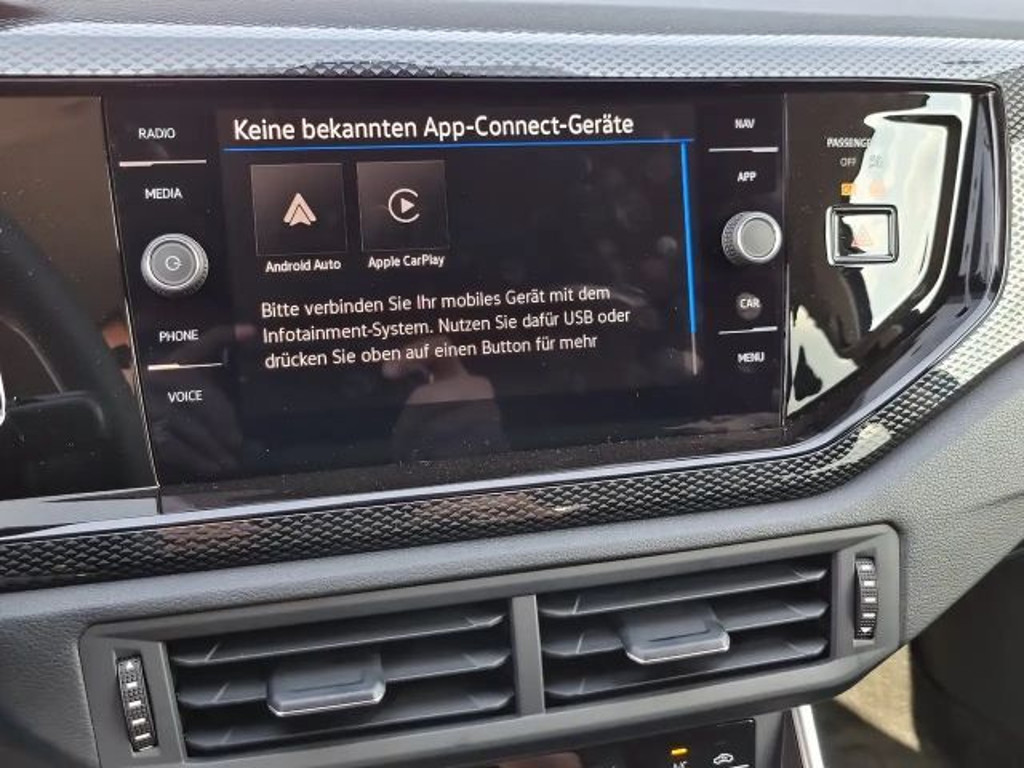 RADIO
MEDIA
PHONE
VOICE
Keine bekannten App-Connect-Geräte
Android Auto
Apple CarPlay
Bitte verbinden Sie Ihr mobiles Gerät mit dem
Infotainment-System. Nutzen Sie dafür USB oder
drücken Sie oben auf einen Button für mehr
NAV
APP
CAR
MENU
OFF